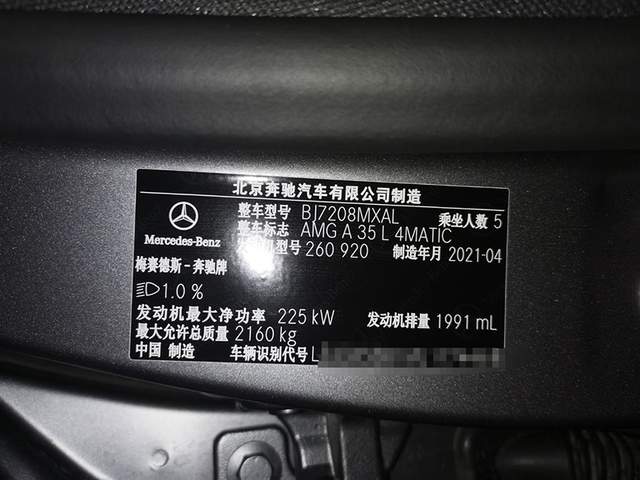 北京奔驰汽车有限公司制造
整车型号 BJ7208MXAL 乘坐人数 5
整车标志 AMG A 35 L 4MATIC
发动机型号 260 920 制造年月 2021-04
Mercedes-Benz
梅赛德斯-奔驰牌
1.0 %
发动机最大净功率 225 kW 发动机排量 1991 mL
最大允许总质量 2160 kg
中国 制造 车辆识别代号 L